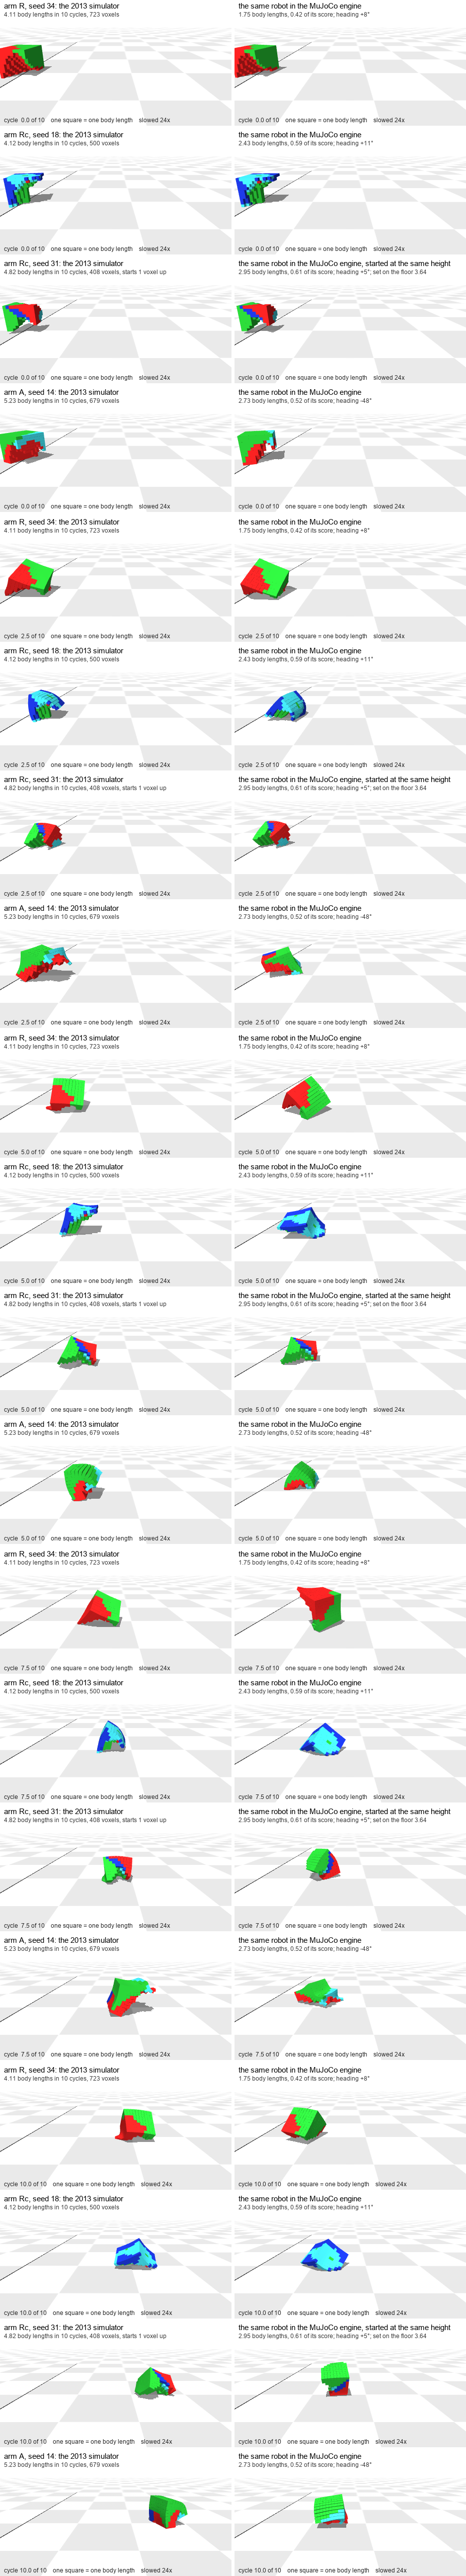 arm R, seed 34: the 2013 simulator
4.11 body lengths in 10 cycles, 723 voxels
the same robot in the MuJoCo engine
1.75 body lengths, 0.42 of its score; heading +8°
cycle 0.0 of 10 one square = one body length slowed 24x
cycle 0.0 of 10 one square = one body length slowed 24x
arm Rc, seed 18: the 2013 simulator
4.12 body lengths in 10 cycles, 500 voxels
the same robot in the MuJoCo engine
2.43 body lengths, 0.59 of its score; heading +11°
cycle 0.0 of 10 one square = one body length slowed 24x
cycle 0.0 of 10 one square = one body length slowed 24x
arm Rc, seed 31: the 2013 simulator
4.82 body lengths in 10 cycles, 408 voxels, starts 1 voxel up
the same robot in the MuJoCo engine, started at the same height
2.95 body lengths, 0.61 of its score; heading +5°; set on the floor 3.64
cycle 0.0 of 10 one square = one body length slowed 24x
cycle 0.0 of 10 one square = one body length slowed 24x
arm A, seed 14: the 2013 simulator
5.23 body lengths in 10 cycles, 679 voxels
the same robot in the MuJoCo engine
2.73 body lengths, 0.52 of its score; heading -48°
cycle 0.0 of 10 one square = one body length slowed 24x
cycle 0.0 of 10 one square = one body length slowed 24x
arm R, seed 34: the 2013 simulator
4.11 body lengths in 10 cycles, 723 voxels
the same robot in the MuJoCo engine
1.75 body lengths, 0.42 of its score; heading +8°
cycle 2.5 of 10 one square = one body length slowed 24x
cycle 2.5 of 10 one square = one body length slowed 24x
arm Rc, seed 18: the 2013 simulator
4.12 body lengths in 10 cycles, 500 voxels
the same robot in the MuJoCo engine
2.43 body lengths, 0.59 of its score; heading +11°
cycle 2.5 of 10 one square = one body length slowed 24x
cycle 2.5 of 10 one square = one body length slowed 24x
arm Rc, seed 31: the 2013 simulator
4.82 body lengths in 10 cycles, 408 voxels, starts 1 voxel up
the same robot in the MuJoCo engine, started at the same height
2.95 body lengths, 0.61 of its score; heading +5°; set on the floor 3.64
cycle 2.5 of 10 one square = one body length slowed 24x
cycle 2.5 of 10 one square = one body length slowed 24x
arm A, seed 14: the 2013 simulator
5.23 body lengths in 10 cycles, 679 voxels
the same robot in the MuJoCo engine
2.73 body lengths, 0.52 of its score; heading -48°
cycle 2.5 of 10 one square = one body length slowed 24x
cycle 2.5 of 10 one square = one body length slowed 24x
arm R, seed 34: the 2013 simulator
4.11 body lengths in 10 cycles, 723 voxels
the same robot in the MuJoCo engine
1.75 body lengths, 0.42 of its score; heading +8°
cycle 5.0 of 10 one square = one body length slowed 24x
cycle 5.0 of 10 one square = one body length slowed 24x
arm Rc, seed 18: the 2013 simulator
4.12 body lengths in 10 cycles, 500 voxels
the same robot in the MuJoCo engine
2.43 body lengths, 0.59 of its score; heading +11°
cycle 5.0 of 10 one square = one body length slowed 24x
cycle 5.0 of 10 one square = one body length slowed 24x
arm Rc, seed 31: the 2013 simulator
4.82 body lengths in 10 cycles, 408 voxels, starts 1 voxel up
the same robot in the MuJoCo engine, started at the same height
2.95 body lengths, 0.61 of its score; heading +5°; set on the floor 3.64
cycle 5.0 of 10 one square = one body length slowed 24x
cycle 5.0 of 10 one square = one body length slowed 24x
arm A, seed 14: the 2013 simulator
5.23 body lengths in 10 cycles, 679 voxels
the same robot in the MuJoCo engine
2.73 body lengths, 0.52 of its score; heading -48°
cycle 5.0 of 10 one square = one body length slowed 24x
cycle 5.0 of 10 one square = one body length slowed 24x
arm R, seed 34: the 2013 simulator
4.11 body lengths in 10 cycles, 723 voxels
the same robot in the MuJoCo engine
1.75 body lengths, 0.42 of its score; heading +8°
cycle 7.5 of 10 one square = one body length slowed 24x
cycle 7.5 of 10 one square = one body length slowed 24x
arm Rc, seed 18: the 2013 simulator
4.12 body lengths in 10 cycles, 500 voxels
the same robot in the MuJoCo engine
2.43 body lengths, 0.59 of its score; heading +11°
cycle 7.5 of 10 one square = one body length slowed 24x
cycle 7.5 of 10 one square = one body length slowed 24x
arm Rc, seed 31: the 2013 simulator
4.82 body lengths in 10 cycles, 408 voxels, starts 1 voxel up
the same robot in the MuJoCo engine, started at the same height
2.95 body lengths, 0.61 of its score; heading +5°; set on the floor 3.64
cycle 7.5 of 10 one square = one body length slowed 24x
cycle 7.5 of 10 one square = one body length slowed 24x
arm A, seed 14: the 2013 simulator
5.23 body lengths in 10 cycles, 679 voxels
the same robot in the MuJoCo engine
2.73 body lengths, 0.52 of its score; heading -48°
cycle 7.5 of 10 one square = one body length slowed 24x
cycle 7.5 of 10 one square = one body length slowed 24x
arm R, seed 34: the 2013 simulator
4.11 body lengths in 10 cycles, 723 voxels
the same robot in the MuJoCo engine
1.75 body lengths, 0.42 of its score; heading +8°
cycle 10.0 of 10 one square = one body length slowed 24x
cycle 10.0 of 10 one square = one body length slowed 24x
arm Rc, seed 18: the 2013 simulator
4.12 body lengths in 10 cycles, 500 voxels
the same robot in the MuJoCo engine
2.43 body lengths, 0.59 of its score; heading +11°
cycle 10.0 of 10 one square = one body length slowed 24x
cycle 10.0 of 10 one square = one body length slowed 24x
arm Rc, seed 31: the 2013 simulator
4.82 body lengths in 10 cycles, 408 voxels, starts 1 voxel up
the same robot in the MuJoCo engine, started at the same height
2.95 body lengths, 0.61 of its score; heading +5°; set on the floor 3.64
cycle 10.0 of 10 one square = one body length slowed 24x
cycle 10.0 of 10 one square = one body length slowed 24x
arm A, seed 14: the 2013 simulator
5.23 body lengths in 10 cycles, 679 voxels
the same robot in the MuJoCo engine
2.73 body lengths, 0.52 of its score; heading -48°
cycle 10.0 of 10 one square = one body length slowed 24x
cycle 10.0 of 10 one square = one body length slowed 24x